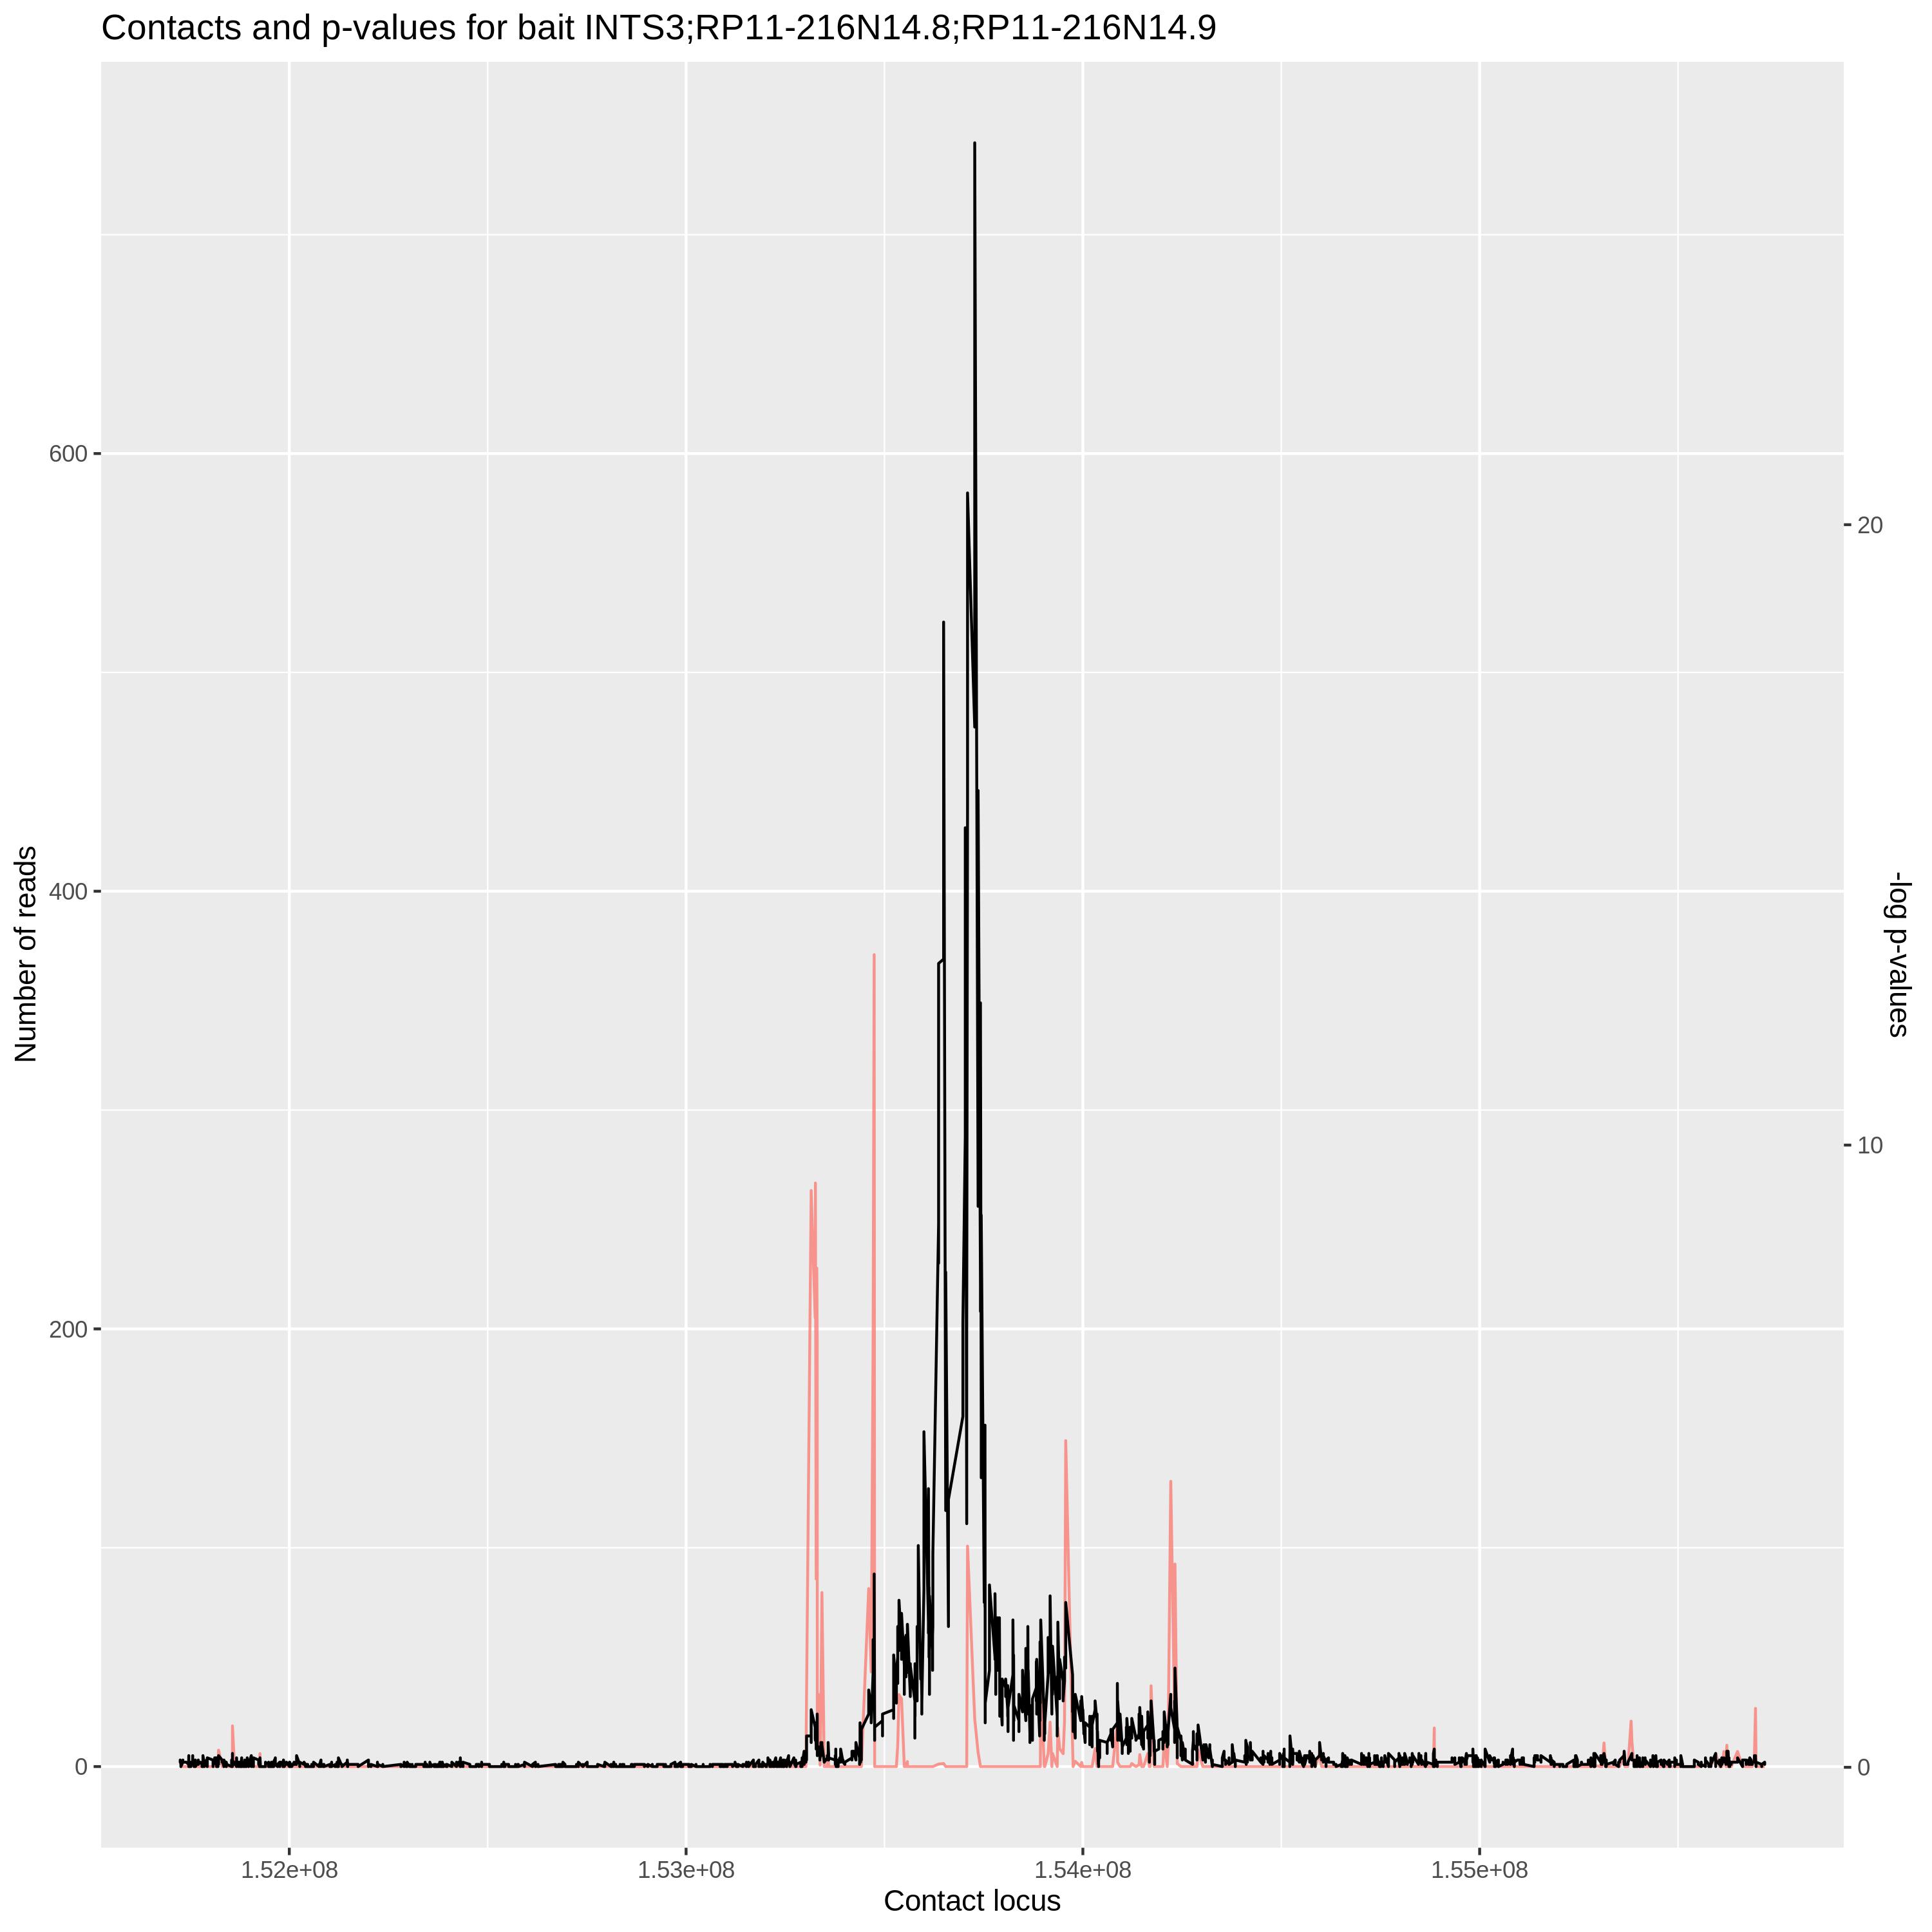 Contacts and p-values for bait INTS3;RP11-216N14.8;RP11-216N14.9
Number of reads
600
400
200
0
20
10
0
-log p-values
1.52e+08
1.53e+08
1.54e+08
1.55e+08
Contact locus